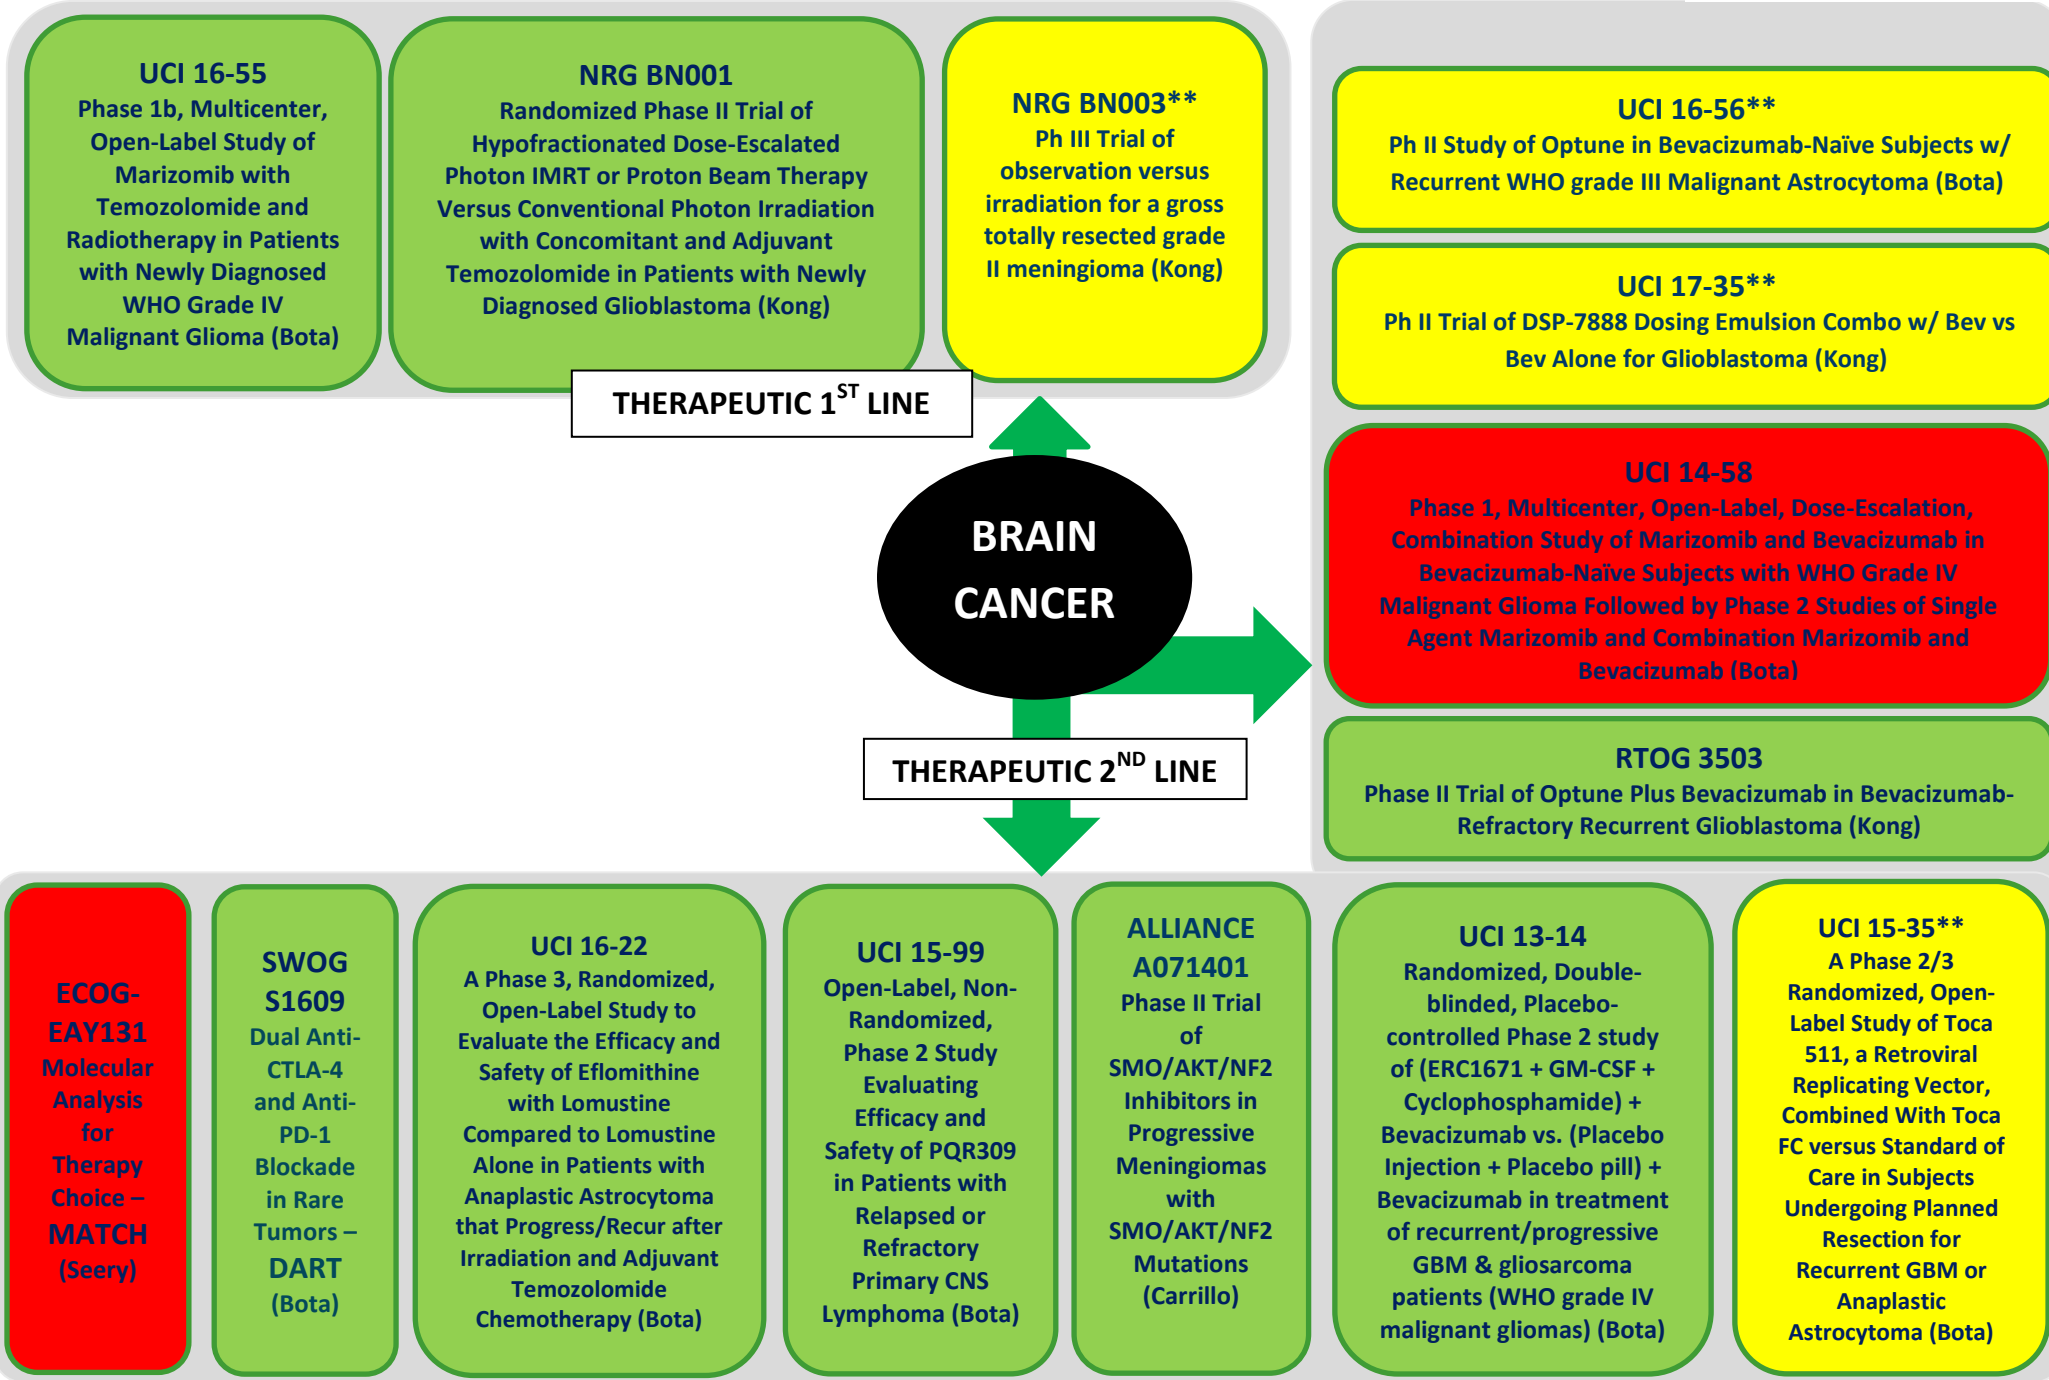 UCI 16-55
Phase 1b, Multicenter,
Open-Label Study of
Marizomib with
Temozolomide and
Radiotherapy in Patients
with Newly Diagnosed
WHO Grade IV
Malignant Glioma (Bota)
NRG BN001
Randomized Phase II Trial of
Hypofractionated Dose-Escalated
Photon IMRT or Proton Beam Therapy
Versus Conventional Photon Irradiation
with Concomitant and Adjuvant
Temozolomide in Patients with Newly
Diagnosed Glioblastoma (Kong)
NRG BN003**
Ph III Trial of
observation versus
irradiation for a gross
totally resected grade
II meningioma (Kong)
THERAPEUTIC 1ST LINE
UCI 16-56**
Ph II Study of Optune in Bevacizumab-Naïve Subjects w/
Recurrent WHO grade III Malignant Astrocytoma (Bota)
UCI 17-35**
Ph II Trial of DSP-7888 Dosing Emulsion Combo w/ Bev vs
Bev Alone for Glioblastoma (Kong)
UCI 14-58
Phase 1, Multicenter, Open-Label, Dose-Escalation,
Combination Study of Marizomib and Bevacizumab in
Bevacizumab-Naïve Subjects with WHO Grade IV
Malignant Glioma Followed by Phase 2 Studies of Single
Agent Marizomib and Combination Marizomib and
Bevacizumab (Bota)
RTOG 3503
Phase II Trial of Optune Plus Bevacizumab in Bevacizumab-
Refractory Recurrent Glioblastoma (Kong)
BRAIN
CANCER
THERAPEUTIC 2ND LINE
ECOG-
EAY131
Molecular
Analysis
for
Therapy
Choice –
MATCH
(Seery)
SWOG
S1609
Dual Anti-
CTLA-4
and Anti-
PD-1
Blockade
in Rare
Tumors –
DART
(Bota)
UCI 16-22
A Phase 3, Randomized,
Open-Label Study to
Evaluate the Efficacy and
Safety of Eflomithine
with Lomustine
Compared to Lomustine
Alone in Patients with
Anaplastic Astrocytoma
that Progress/Recur after
Irradiation and Adjuvant
Temozolomide
Chemotherapy (Bota)
UCI 15-99
Open-Label, Non-
Randomized,
Phase 2 Study
Evaluating
Efficacy and
Safety of PQR309
in Patients with
Relapsed or
Refractory
Primary CNS
Lymphoma (Bota)
ALLIANCE
A071401
Phase II Trial
of
SMO/AKT/NF2
Inhibitors in
Progressive
Meningiomas
with
SMO/AKT/NF2
Mutations
(Carrillo)
UCI 13-14
Randomized, Double-
blinded, Placebo-
controlled Phase 2 study
of (ERC1671 + GM-CSF +
Cyclophosphamide) +
Bevacizumab vs. (Placebo
Injection + Placebo pill) +
Bevacizumab in treatment
of recurrent/progressive
GBM & gliosarcoma
patients (WHO grade IV
malignant gliomas) (Bota)
UCI 15-35**
A Phase 2/3
Randomized, Open-
Label Study of Toca
511, a Retroviral
Replicating Vector,
Combined With Toca
FC versus Standard of
Care in Subjects
Undergoing Planned
Resection for
Recurrent GBM or
Anaplastic
Astrocytoma (Bota)